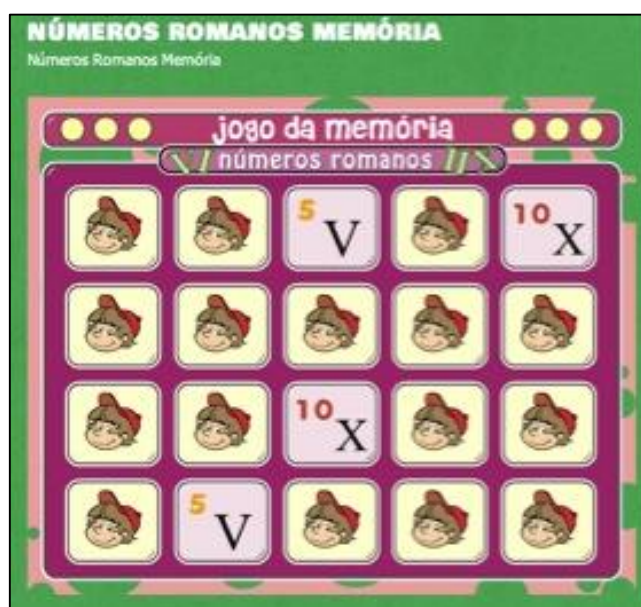 NÚMEROS ROMANOS MEMÓRIA
Números Romanos Memória
jogo da memória
números romanos
5 V
10 X
10 X
5 V